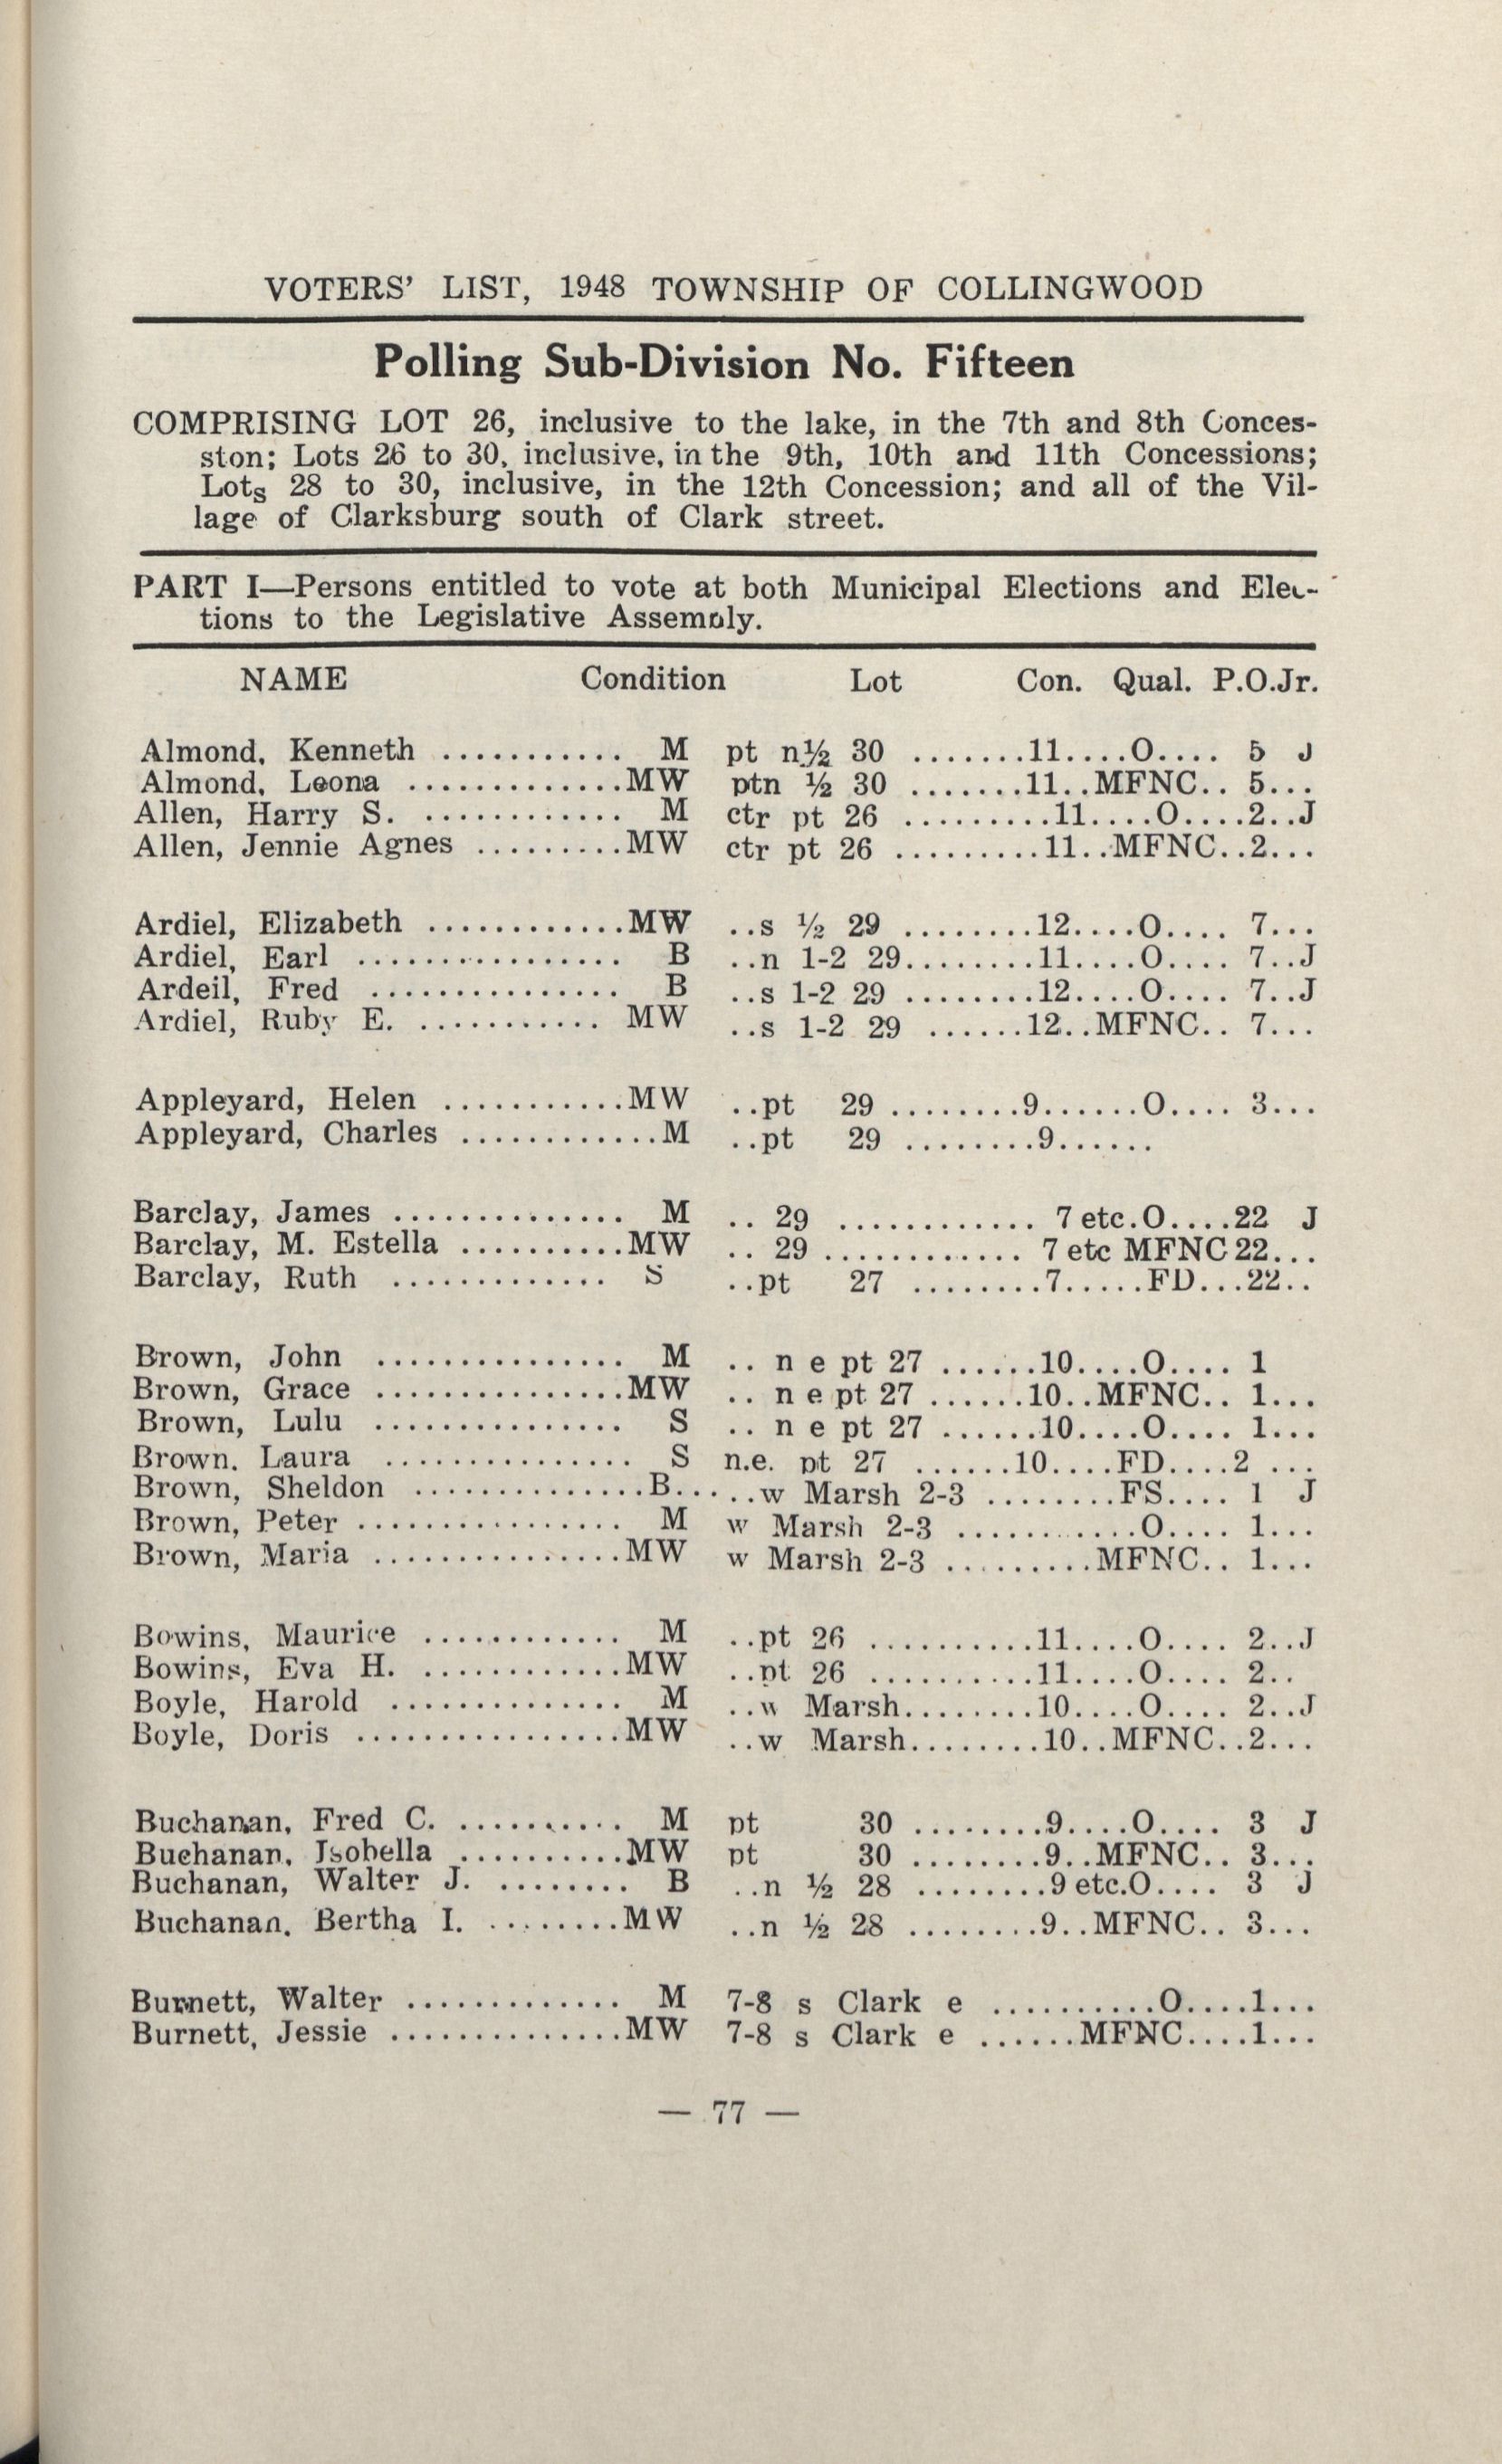 VOTERS' LIST, 1948 TOWNSHIP OF COLLINGWOOD
Polling Sub-Division No. Fifteen
COMPRISING LOT 26, inclusive to the lake, in the 7th and 8th Conces-
ston; Lots 26 to 30, inclusive, in the 9th, 10th and 11th Concessions;
Lots 28 to 30, inclusive, in the 12th Concession; and all of the Vil-
lage of Clarksburg south of Clark street.
PART I—Persons entitled to vote at both Municipal Elections and Elec-
tions to the Legislative Assembly.
NAME Condition Lot Con. Qual. P.O.Jr.
Almond, Kenneth ........... M pt n½ 30 .......11....O.... 5 J
Almond, Leona .............MW ptn ½ 30 .......11..MFNC.. 5...
Allen, Harry S. ............ M ctr pt 26 .........11....O....2..J
Allen, Jennie Agnes .........MW ctr pt 26 .........11..MFNC..2...
Ardiel, Elizabeth ............MW ..s ½ 29 ........12....O.... 7...
Ardiel, Earl ................ B ..n 1-2 29........11....O.... 7..J
Ardeil, Fred ............... B ..s 1-2 29 ........12....O.... 7..J
Ardiel, Ruby E. ........... MW ..s 1-2 29 ......12..MFNC.. 7...
Appleyard, Helen ...........MW ..pt 29 ........9......O.... 3...
Appleyard, Charles ............M ..pt 29 ........9......
Barclay, James .............. M .. 29 ............ 7 etc.O....22 J
Barclay, M. Estella ..........MW .. 29 ............ 7 etc MFNC 22...
Barclay, Ruth ............. S ..pt 27 ........7.....FD...22..
Brown, John ............... M .. n e pt 27 ......10....O.... 1
Brown, Grace ...............MW .. n e pt 27 ......10..MFNC.. 1...
Brown, Lulu ............... S .. n e pt 27 ......10....O.... 1...
Brown. Laura ............... S n.e. pt 27 ......10....FD....2 ...
Brown, Sheldon ..............B.....w Marsh 2-3 ........FS.... 1 J
Brown, Peter ................ M w Marsh 2-3 ...........O.... 1...
Brown, Maria ...............MW w Marsh 2-3 .........MFNC.. 1...
Bowins, Maurice ............ M ..pt 26 ..........11....O.... 2..J
Bowins, Eva H. ............MW ..pt 26 ..........11....O.... 2..
Boyle, Harold .............. M ..w Marsh........10....O.... 2..J
Boyle, Doris ................MW ..w Marsh........10..MFNC..2...
Buchanan, Fred C. .......... M pt 30 ........9....O.... 3 J
Buchanan. Isobella ..........MW pt 30 ........9..MFNC.. 3...
Buchanan, Walter J. ........ B ..n ½ 28 ........9 etc.O.... 3 J
Buchanan. Bertha I. ........MW ..n ½ 28 ........9..MFNC.. 3...
Burnett, Walter ............. M 7-8 s Clark e ..........O....1...
Burnett, Jessie ..............MW 7-8 s Clark e ......MFNC....1...
— 77 —